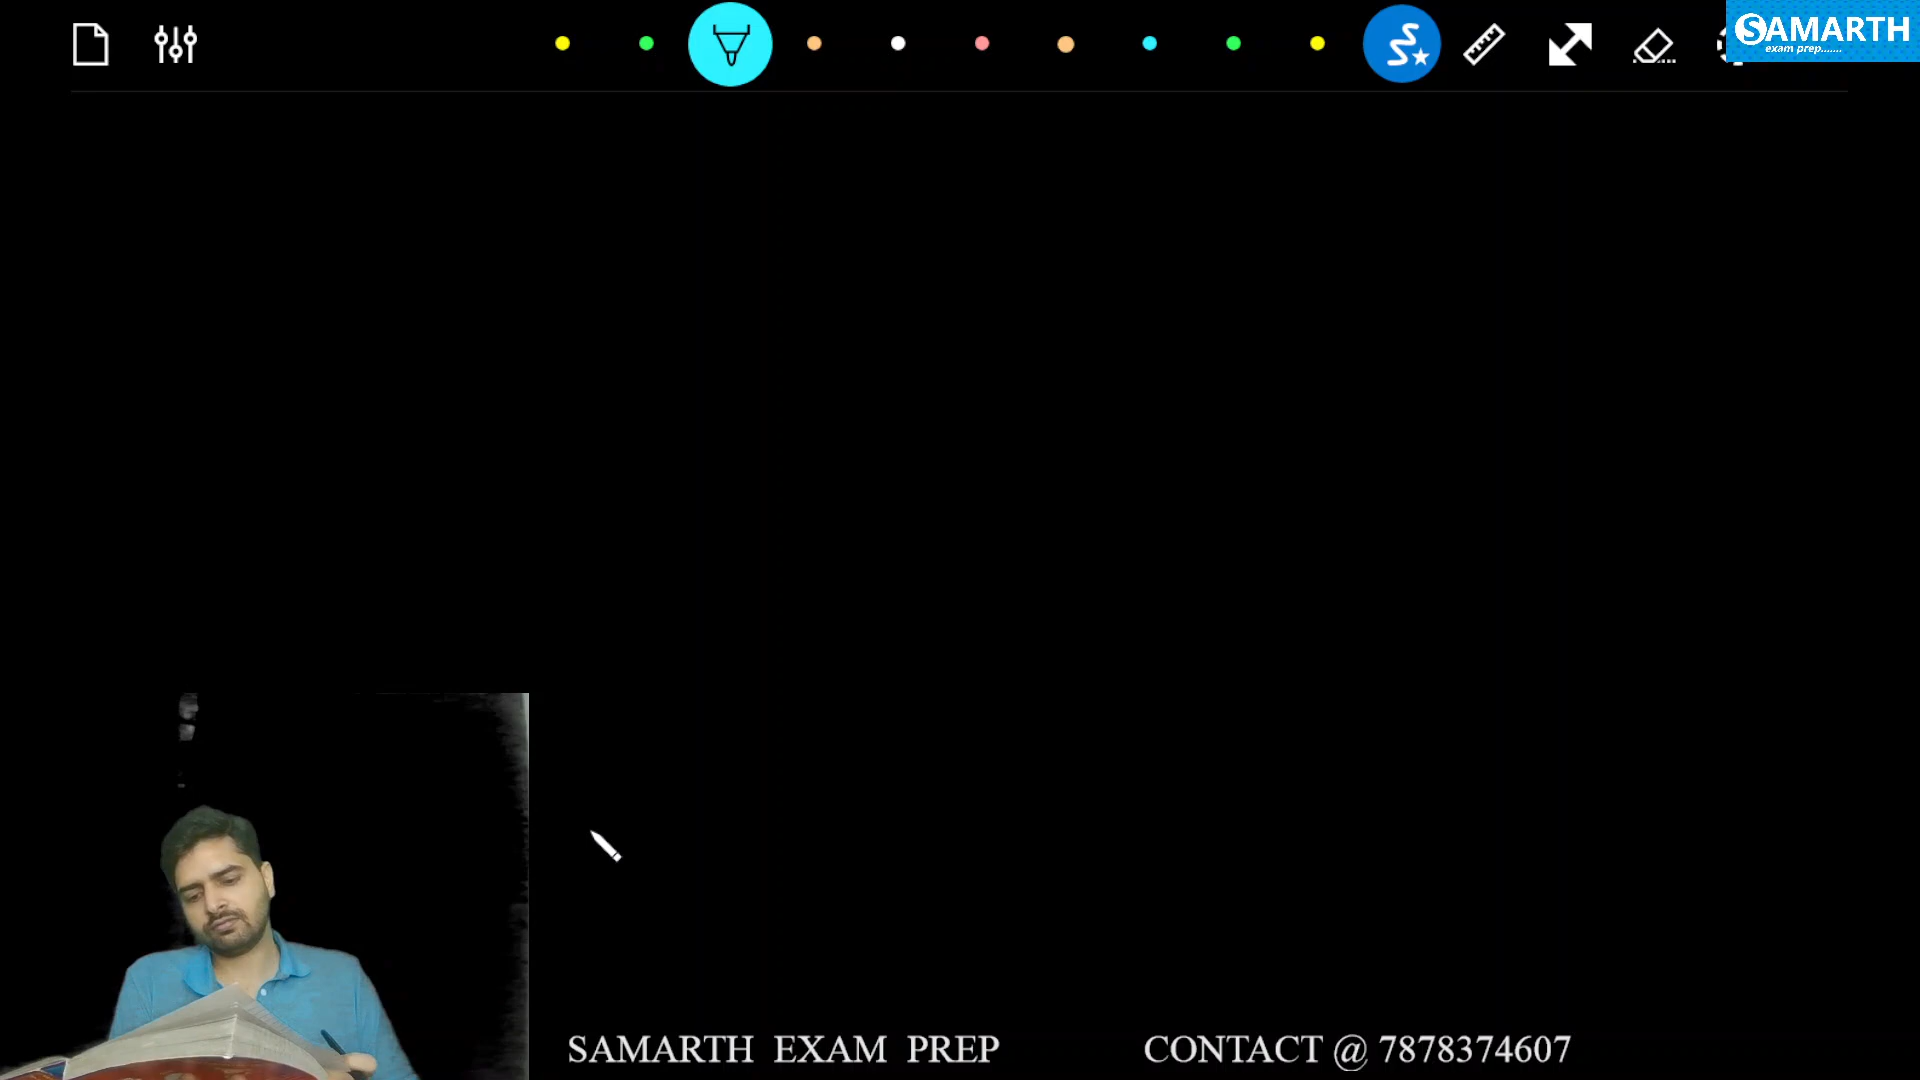 SAMARTH
exam prep.......
SAMARTH EXAM PREP
CONTACT @ 7878374607